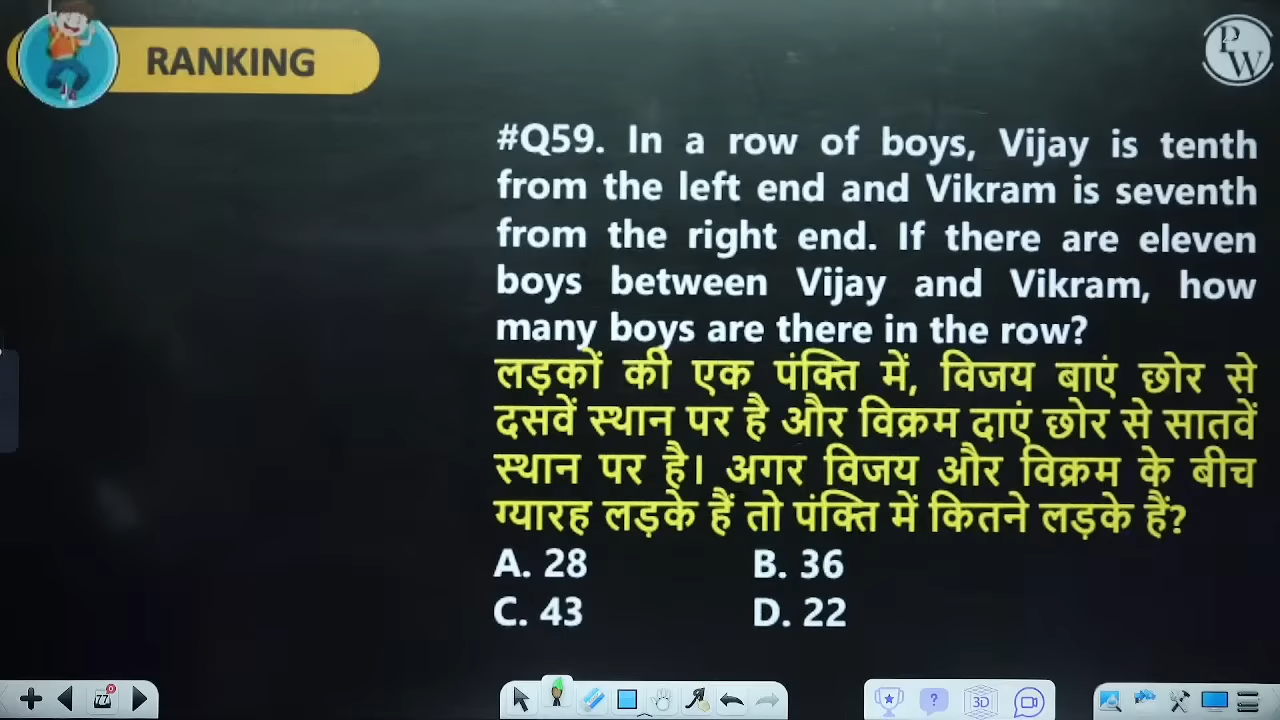 RANKING
PW
#Q59. In a row of boys, Vijay is tenth
from the left end and Vikram is seventh
from the right end. If there are eleven
boys between Vijay and Vikram, how
many boys are there in the row?
लड़कों की एक पंक्ति में, विजय बाएं छोर से
दसवें स्थान पर है और विक्रम दाएं छोर से सातवें
स्थान पर है। अगर विजय और विक्रम के बीच
ग्यारह लड़के हैं तो पंक्ति में कितने लड़के हैं?
A. 28 B. 36
C. 43 D. 22
3D